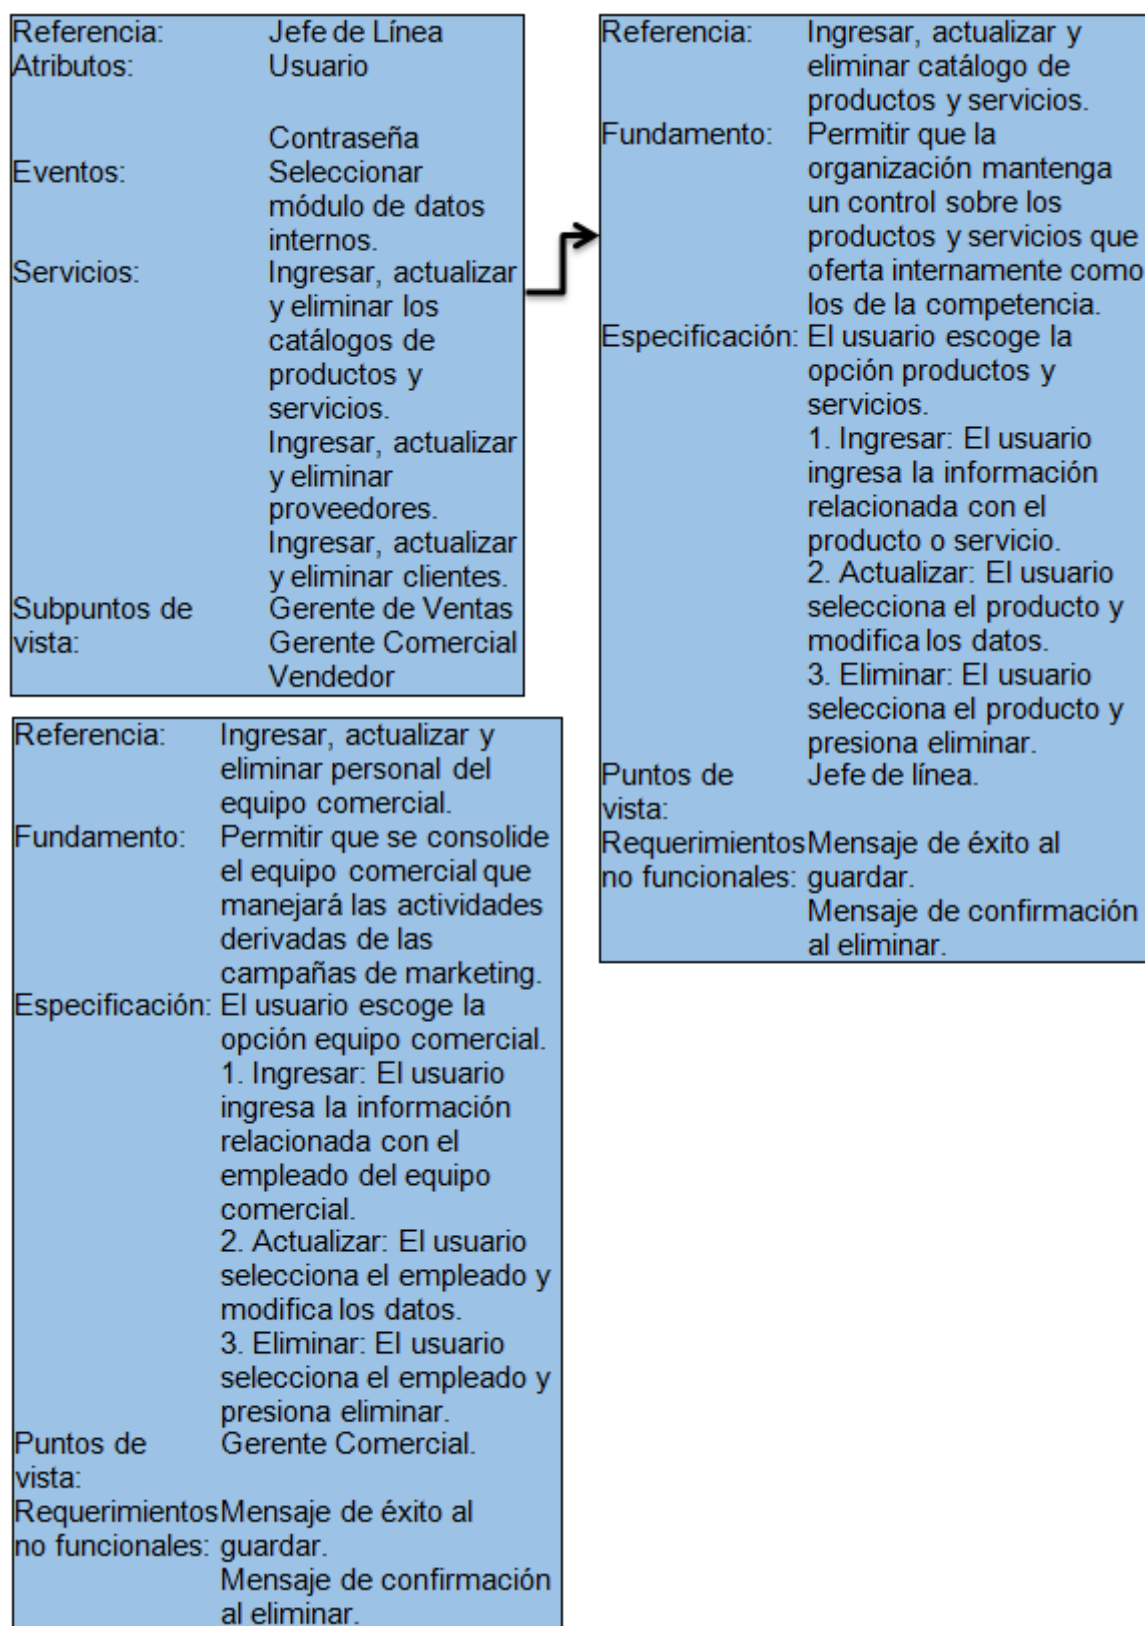 Referencia: Jefe de Línea
Atributos: Usuario
Contraseña
Eventos: Seleccionar
módulo de datos
internos.
Servicios: Ingresar, actualizar
y eliminar los
catálogos de
productos y
servicios.
Ingresar, actualizar
y eliminar
proveedores.
Ingresar, actualizar
y eliminar clientes.
Subpuntos de Gerente de Ventas
vista: Gerente Comercial
Vendedor
Referencia: Ingresar, actualizar y
eliminar catálogo de
productos y servicios.
Fundamento: Permitir que la
organización mantenga
un control sobre los
productos y servicios que
oferta internamente como
los de la competencia.
Especificación: El usuario escoge la
opción productos y
servicios.
1. Ingresar: El usuario
ingresa la información
relacionada con el
producto o servicio.
2. Actualizar: El usuario
selecciona el producto y
modifica los datos.
3. Eliminar: El usuario
selecciona el producto y
presiona eliminar.
Puntos de Jefe de línea.
vista:
Requerimientos Mensaje de éxito al
no funcionales: guardar.
Mensaje de confirmación
al eliminar.
Referencia: Ingresar, actualizar y
eliminar personal del
equipo comercial.
Fundamento: Permitir que se consolide
el equipo comercial que
manejará las actividades
derivadas de las
campañas de marketing.
Especificación: El usuario escoge la
opción equipo comercial.
1. Ingresar: El usuario
ingresa la información
relacionada con el
empleado del equipo
comercial.
2. Actualizar: El usuario
selecciona el empleado y
modifica los datos.
3. Eliminar: El usuario
selecciona el empleado y
presiona eliminar.
Puntos de Gerente Comercial.
vista:
Requerimientos Mensaje de éxito al
no funcionales: guardar.
Mensaje de confirmación
al eliminar.